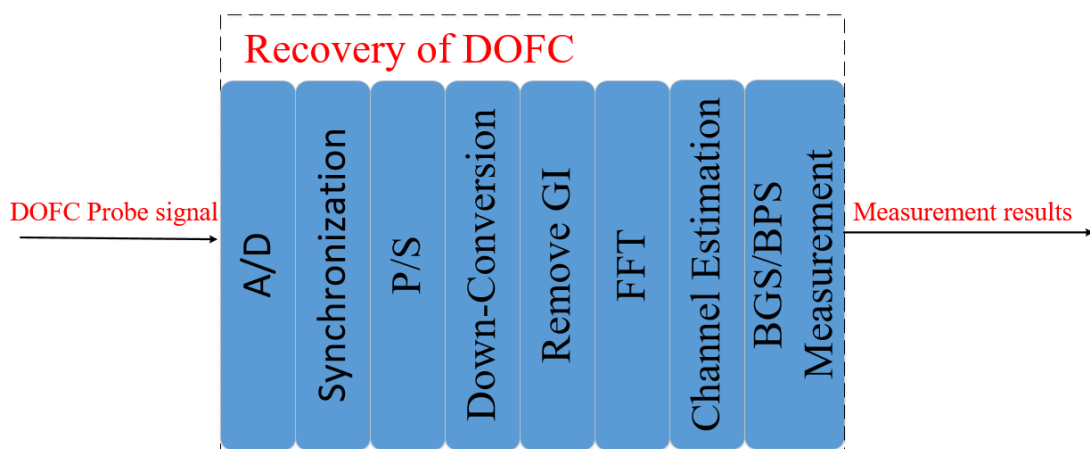 Recovery of DOFC
DOFC Probe signal
A/D
Synchronization
P/S
Down-Conversion
Remove GI
FFT
Channel Estimation
BGS/BPS
Measurement
Measurement results